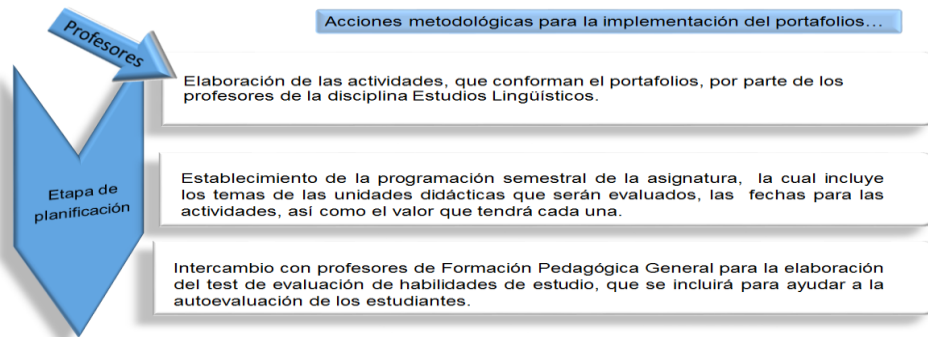 Acciones metodológicas para la implementación del portafolios...
Profesores
Elaboración de las actividades, que conforman el portafolios, por parte de los
profesores de la disciplina Estudios Lingüísticos.
Etapa de
planificación
Establecimiento de la programación semestral de la asignatura, la cual incluye
los temas de las unidades didácticas que serán evaluados, las fechas para las
actividades, así como el valor que tendrá cada una.
Intercambio con profesores de Formación Pedagógica General para la elaboración
del test de evaluación de habilidades de estudio, que se incluirá para ayudar a la
autoevaluación de los estudiantes.